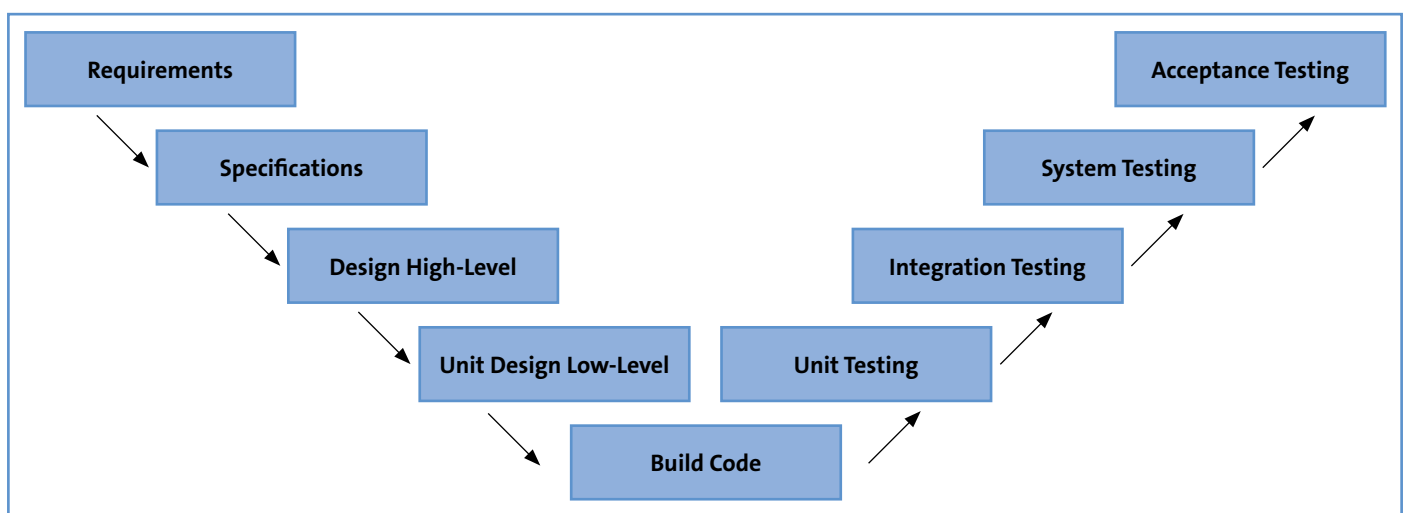 Requirements
Acceptance Testing
Specifications
System Testing
Design High-Level
Integration Testing
Unit Design Low-Level
Unit Testing
Build Code